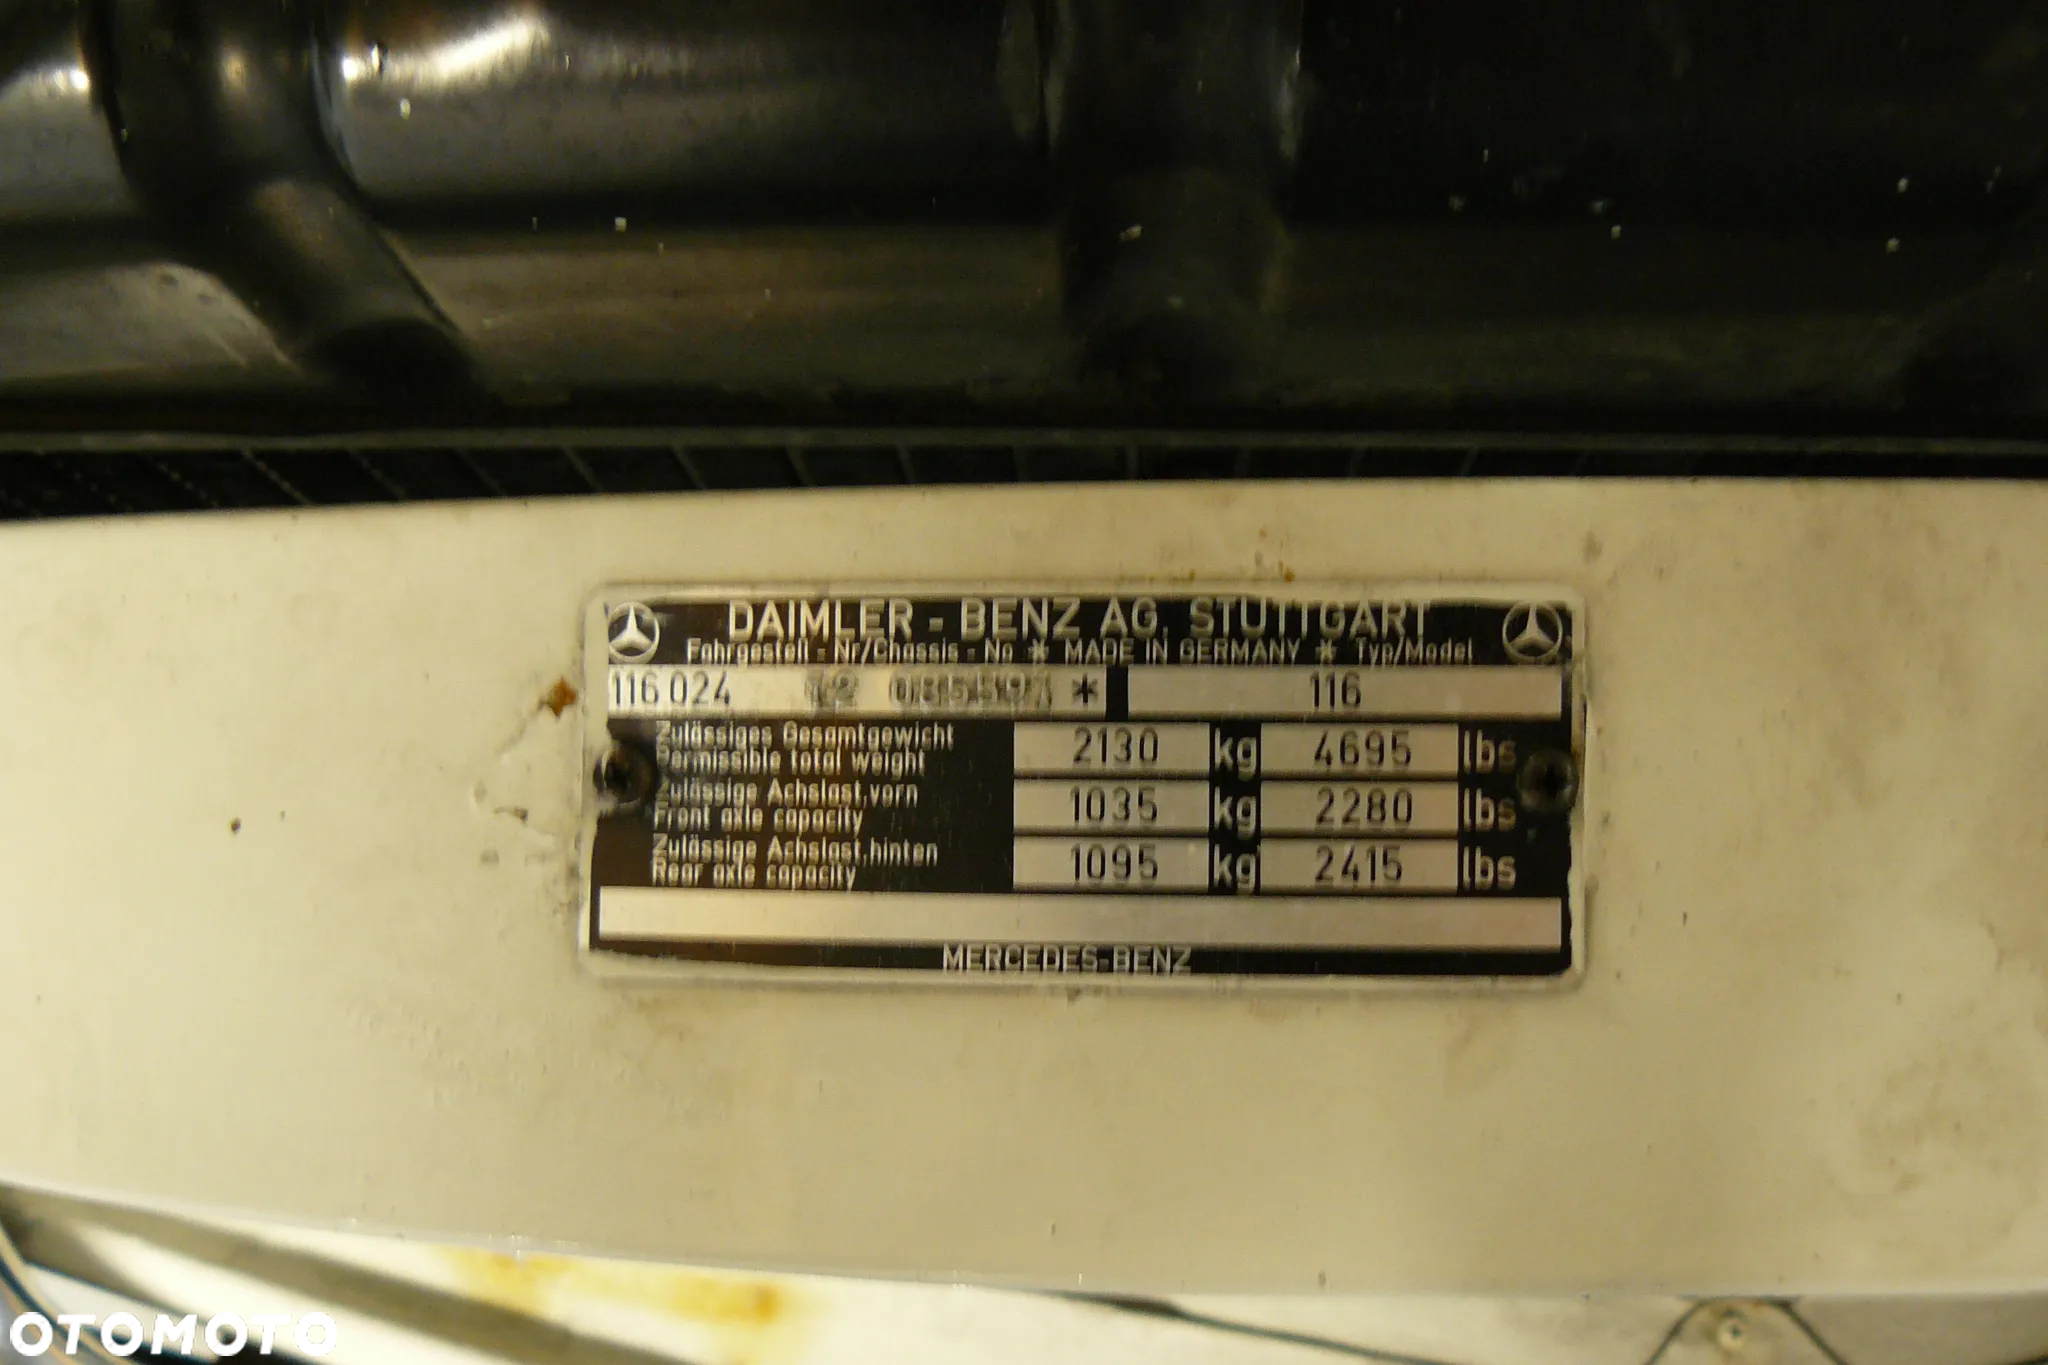 DAIMLER - BENZ AG. STUTTGART
Fahrgestell - Nr/Chassis - No * MADE IN GERMANY * Typ/Model
116 024 12 * 116
Zulässiges Gesamtgewicht
Permissible total weight 2130 kg 4695 lbs
Zulässige Achslast, vorn
Front axle capacity 1035 kg 2280 lbs
Zulässige Achslast, hinten
Rear axle capacity 1095 kg 2415 lbs
MERCEDES-BENZ
OTOMOTO